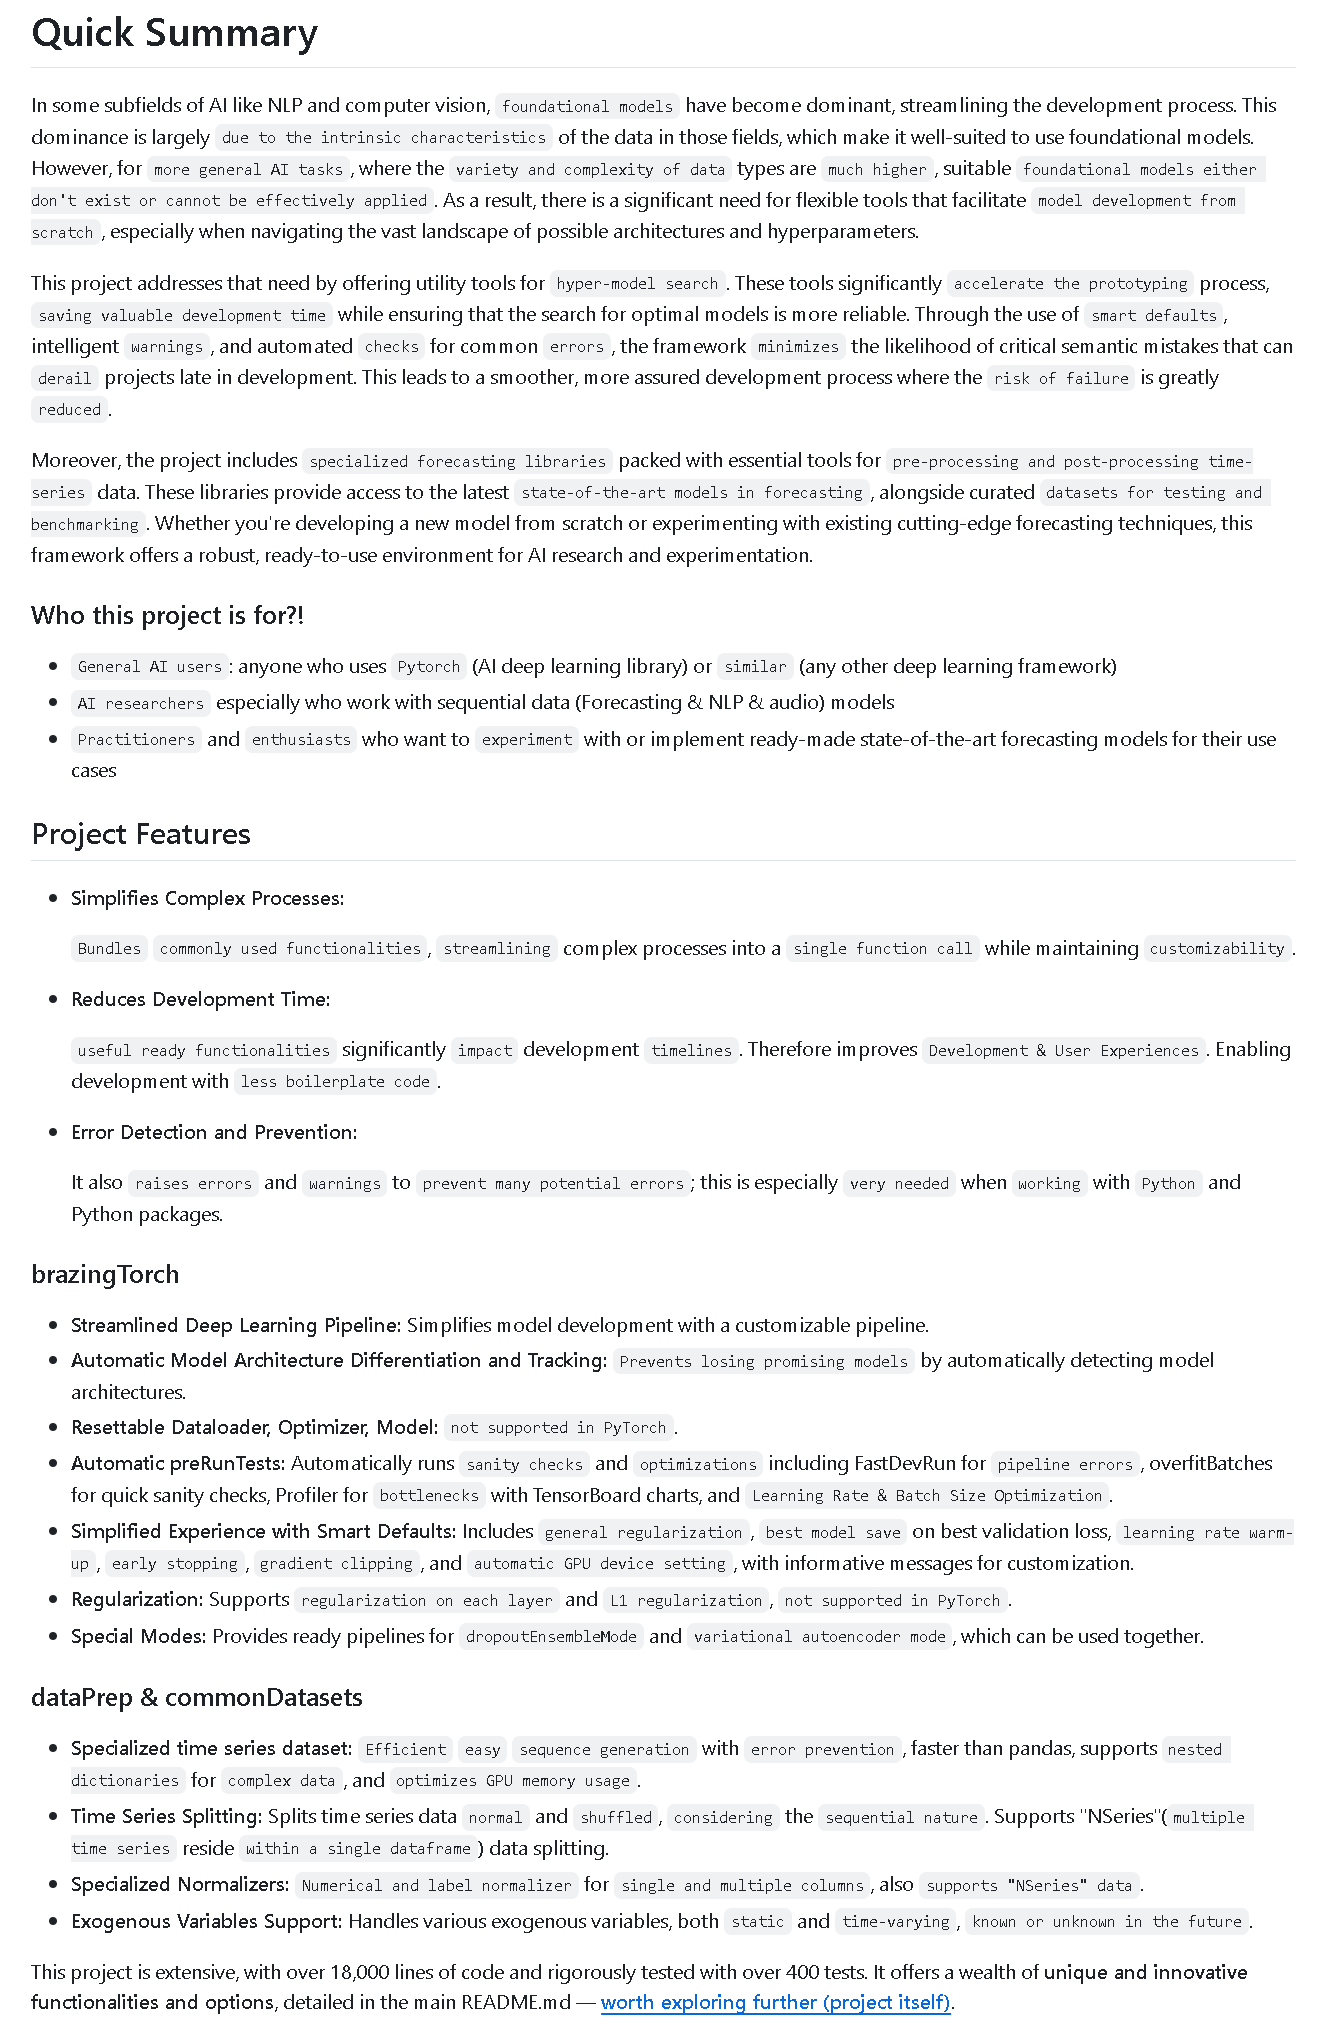 Quick Summary
In some subfields of AI like NLP and computer vision, foundational models have become dominant, streamlining the development process. This
dominance is largely due to the intrinsic characteristics of the data in those fields, which make it well-suited to use foundational models.
However, for more general AI tasks, where the variety and complexity of data types are much higher, suitable foundational models either
don't exist or cannot be effectively applied. As a result, there is a significant need for flexible tools that facilitate model development from
scratch, especially when navigating the vast landscape of possible architectures and hyperparameters.
This project addresses that need by offering utility tools for hyper-model search. These tools significantly accelerate the prototyping process,
saving valuable development time while ensuring that the search for optimal models is more reliable. Through the use of smart defaults,
intelligent warnings, and automated checks for common errors, the framework minimizes the likelihood of critical semantic mistakes that can
derail projects late in development. This leads to a smoother, more assured development process where the risk of failure is greatly
reduced.
Moreover, the project includes specialized forecasting libraries packed with essential tools for pre-processing and post-processing time-
series data. These libraries provide access to the latest state-of-the-art models in forecasting, alongside curated datasets for testing and
benchmarking. Whether you're developing a new model from scratch or experimenting with existing cutting-edge forecasting techniques, this
framework offers a robust, ready-to-use environment for AI research and experimentation.
Who this project is for?!
• General AI users: anyone who uses Pytorch (AI deep learning library) or similar (any other deep learning framework)
• AI researchers especially who work with sequential data (Forecasting & NLP & audio) models
• Practitioners and enthusiasts who want to experiment with or implement ready-made state-of-the-art forecasting models for their use
cases
Project Features
• Simplifies Complex Processes:
Bundles commonly used functionalities, streamlining complex processes into a single function call while maintaining customizability.
• Reduces Development Time:
useful ready functionalities significantly impact development timelines. Therefore improves Development & User Experiences. Enabling
development with less boilerplate code.
• Error Detection and Prevention:
It also raises errors and warnings to prevent many potential errors; this is especially very needed when working with Python and
Python packages.
brazingTorch
• Streamlined Deep Learning Pipeline: Simplifies model development with a customizable pipeline.
• Automatic Model Architecture Differentiation and Tracking: Prevents losing promising models by automatically detecting model
architectures.
• Resettable Dataloader, Optimizer, Model: not supported in PyTorch.
• Automatic preRunTests: Automatically runs sanity checks and optimizations including FastDevRun for pipeline errors, overfitBatches
for quick sanity checks, Profiler for bottlenecks with TensorBoard charts, and Learning Rate & Batch Size Optimization.
• Simplified Experience with Smart Defaults: Includes general regularization, best model save on best validation loss, learning rate warm-
up, early stopping, gradient clipping, and automatic GPU device setting, with informative messages for customization.
• Regularization: Supports regularization on each layer and L1 regularization, not supported in PyTorch.
• Special Modes: Provides ready pipelines for dropoutEnsembleMode and variational autoencoder mode, which can be used together.
dataPrep & commonDatasets
• Specialized time series dataset: Efficient easy sequence generation with error prevention, faster than pandas, supports nested
dictionaries for complex data, and optimizes GPU memory usage.
• Time Series Splitting: Splits time series data normal and shuffled, considering the sequential nature. Supports "NSeries"(multiple
time series reside within a single dataframe) data splitting.
• Specialized Normalizers: Numerical and label normalizer for single and multiple columns, also supports "NSeries" data.
• Exogenous Variables Support: Handles various exogenous variables, both static and time-varying, known or unknown in the future.
This project is extensive, with over 18,000 lines of code and rigorously tested with over 400 tests. It offers a wealth of unique and innovative
functionalities and options, detailed in the main README.md — worth exploring further (project itself).